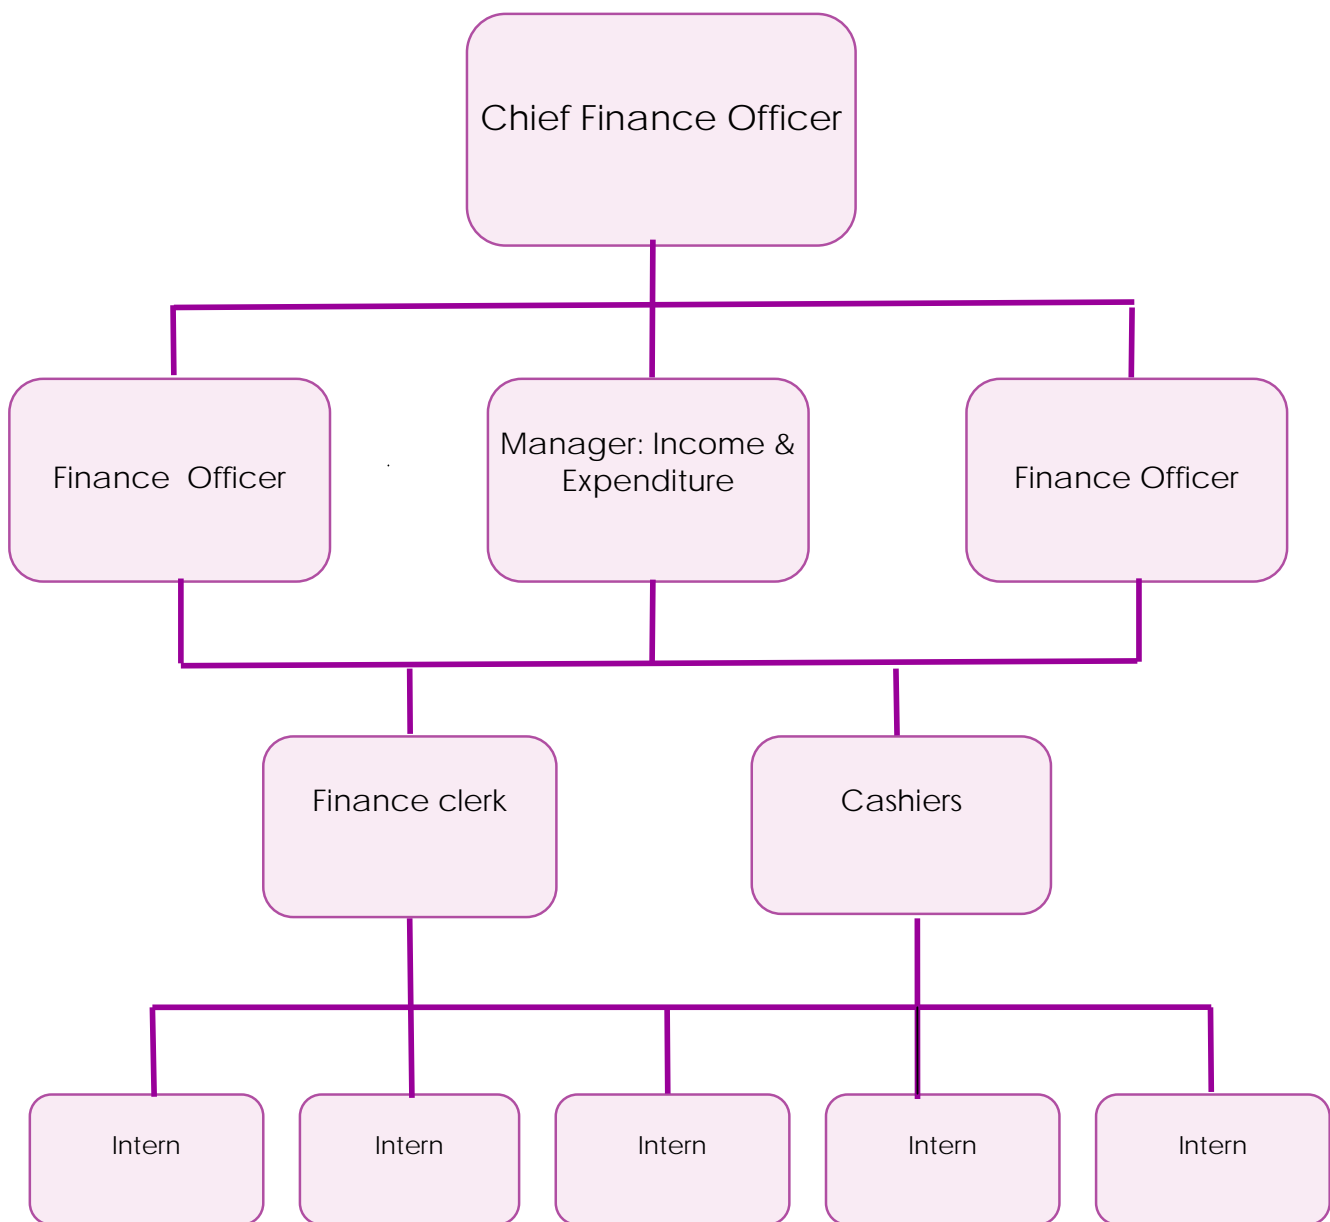 Chief Finance Officer
Finance  Officer
Manager: Income &
Expenditure
Finance Officer
Finance clerk
Cashiers
Intern
Intern
Intern
Intern
Intern